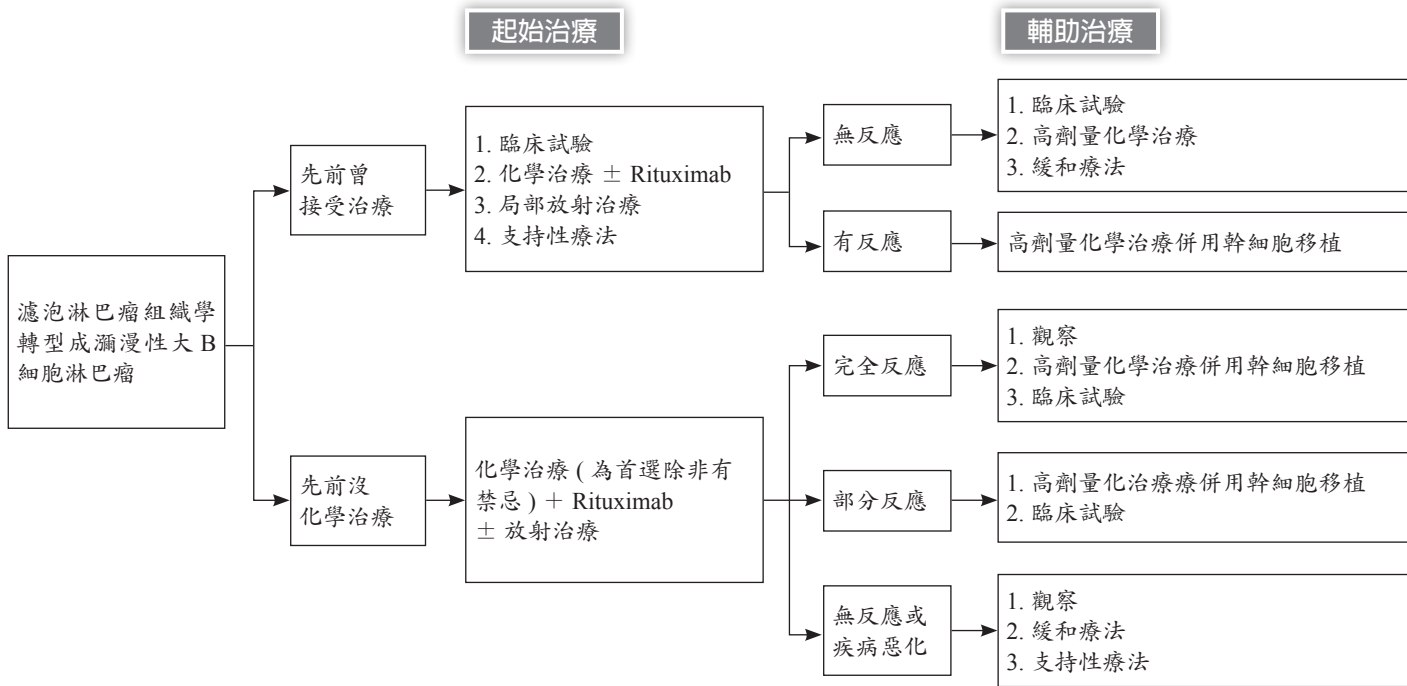 起始治療
輔助治療
濾泡淋巴瘤組織學
轉型成瀰漫性大 B
細胞淋巴瘤
先前曾
接受治療
1. 臨床試驗
2. 化學治療 ± Rituximab
3. 局部放射治療
4. 支持性療法
無反應
1. 臨床試驗
2. 高劑量化學治療
3. 緩和療法
有反應
高劑量化學治療併用幹細胞移植
先前沒
化學治療
化學治療 ( 為首選除非有
禁忌 ) + Rituximab
± 放射治療
完全反應
1. 觀察
2. 高劑量化學治療併用幹細胞移植
3. 臨床試驗
部分反應
1. 高劑量化治療療併用幹細胞移植
2. 臨床試驗
無反應或
疾病惡化
1. 觀察
2. 緩和療法
3. 支持性療法